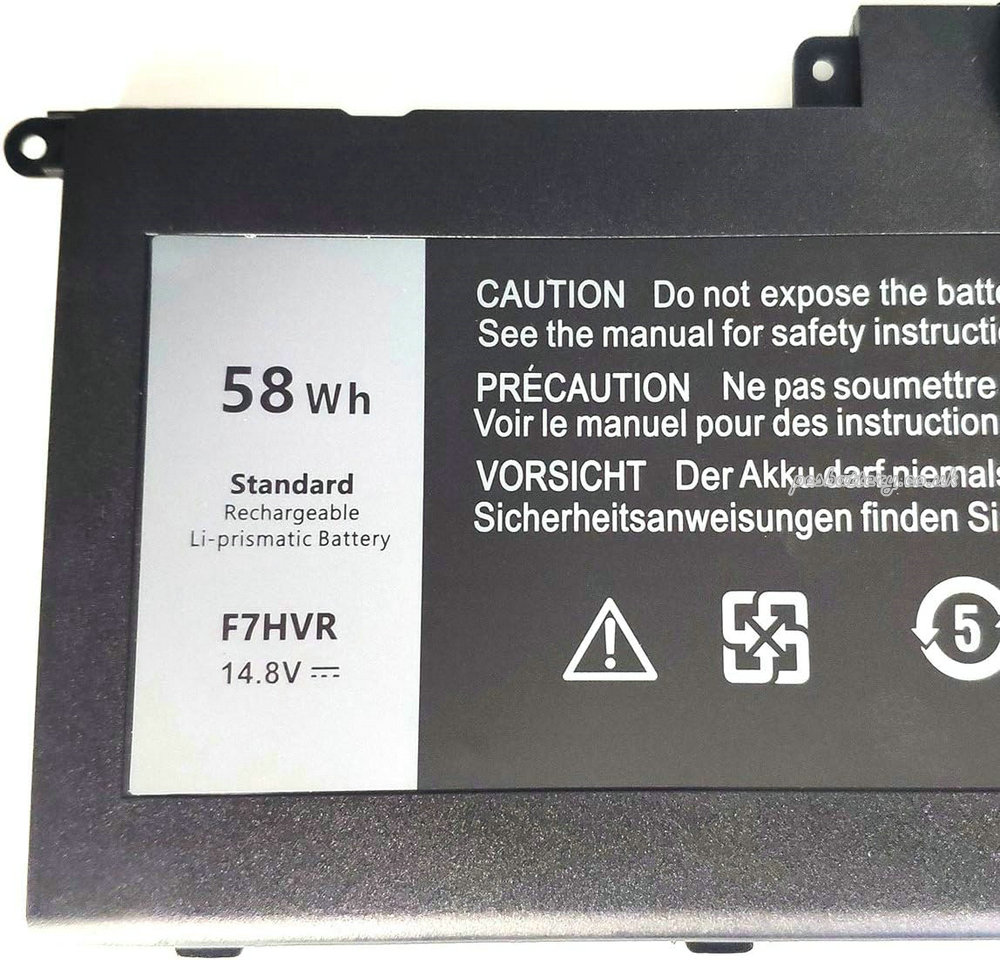 58 Wh
Standard
Rechargeable
Li-prismatic Battery
F7HVR
14.8V
CAUTION Do not expose the batte
See the manual for safety instructi
PRÉCAUTION Ne pas soumettre
Voir le manuel pour des instruction
VORSICHT Der Akku darf niemals
Sicherheitsanweisungen finden Si
5